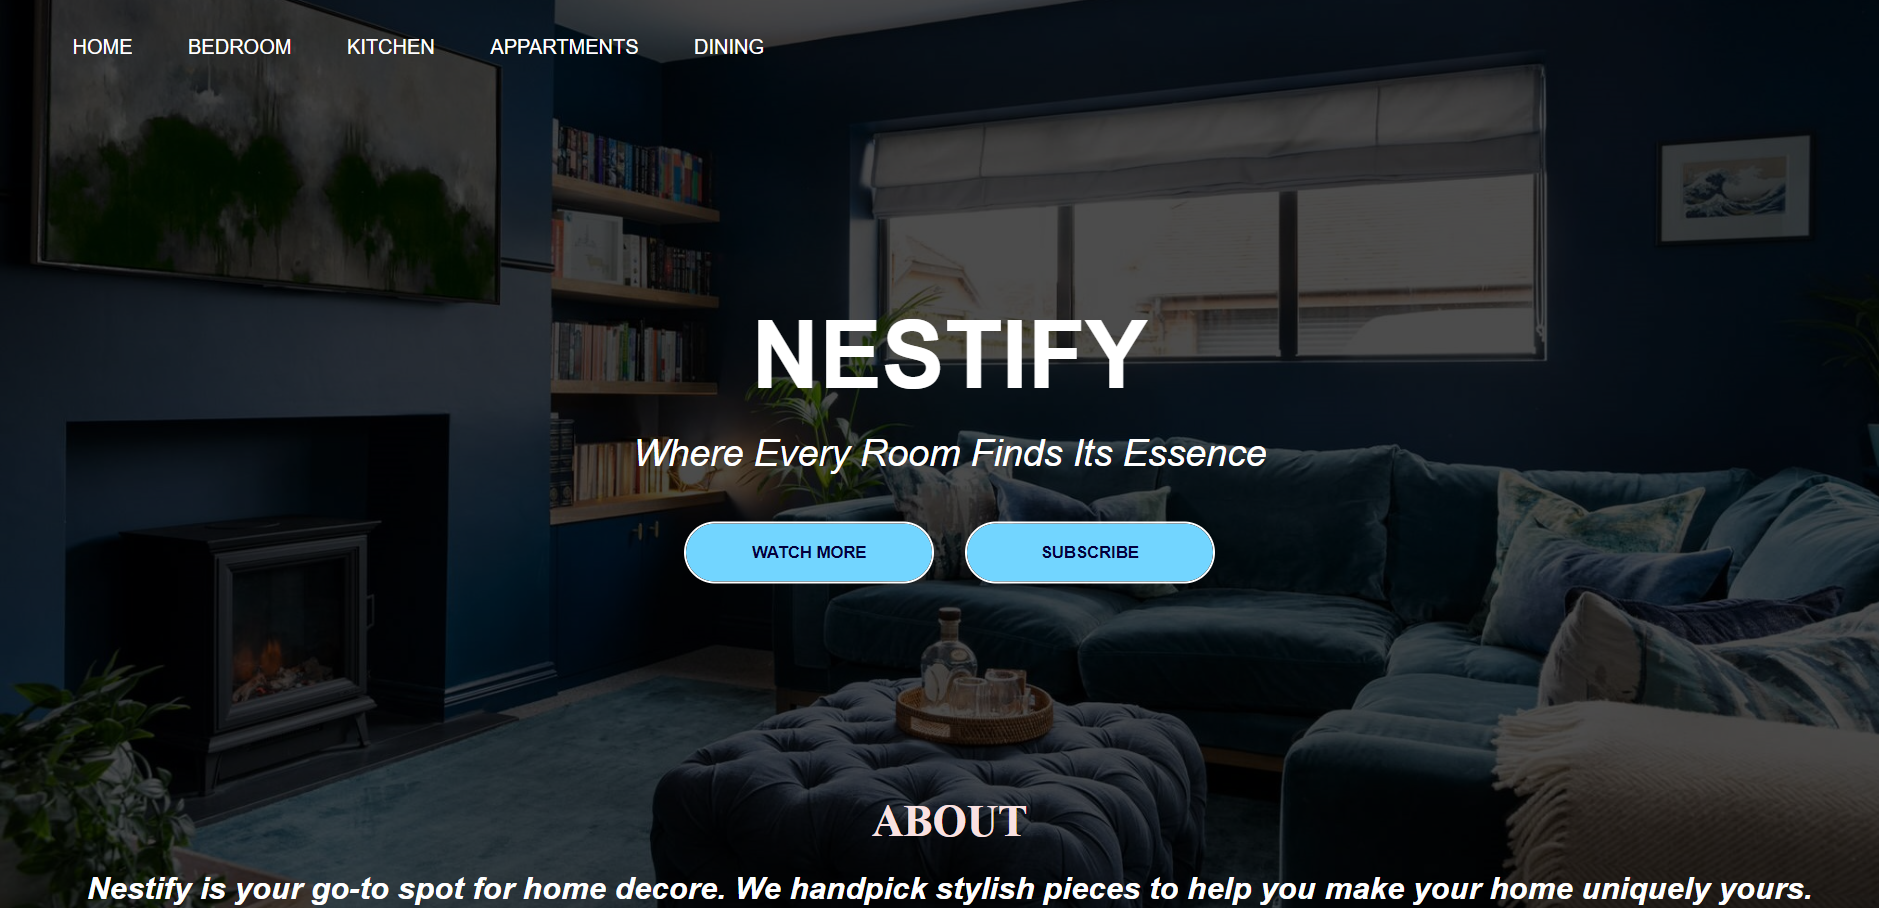 HOME BEDROOM KITCHEN APPARTMENTS DINING
NESTIFY
Where Every Room Finds Its Essence
WATCH MORE SUBSCRIBE
ABOUT
Nestify is your go-to spot for home decore. We handpick stylish pieces to help you make your home uniquely yours.